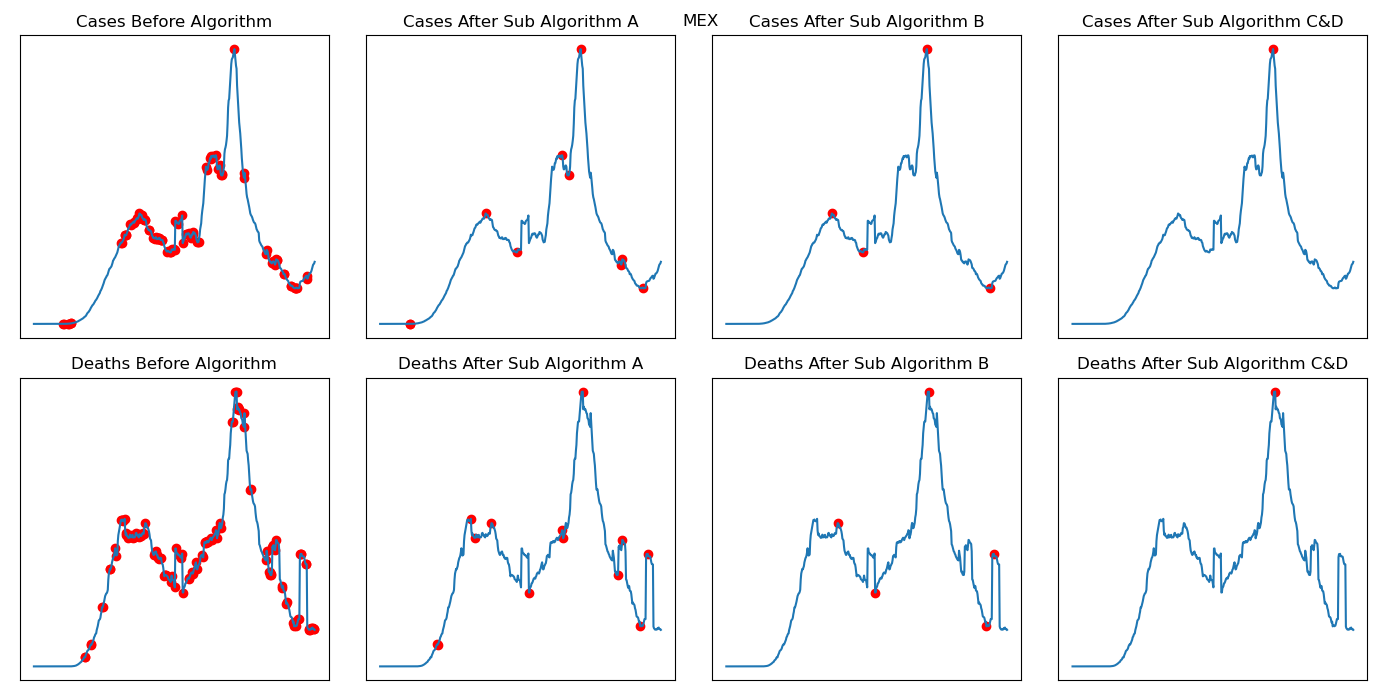 MEX
Cases Before Algorithm
Cases After Sub Algorithm A
Cases After Sub Algorithm B
Cases After Sub Algorithm C&D
Deaths Before Algorithm
Deaths After Sub Algorithm A
Deaths After Sub Algorithm B
Deaths After Sub Algorithm C&D